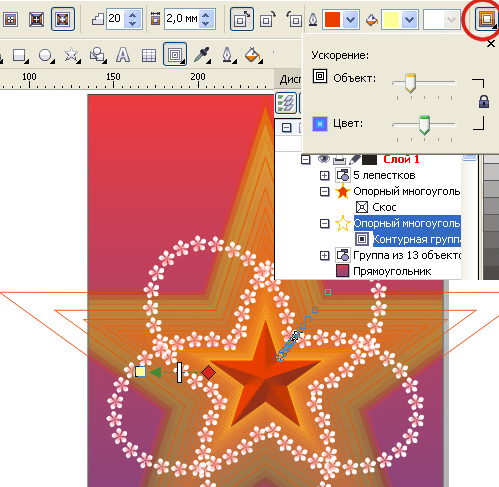 20
2,0 мм
Ускорение:
Объект:
Цвет:
100
150
200
Дисп
Слой 1
5 лепестков
Опорный многоуголь
Скос
Опорный многоуголь
Контурная группа
Группа из 13 объекто
Прямоугольник